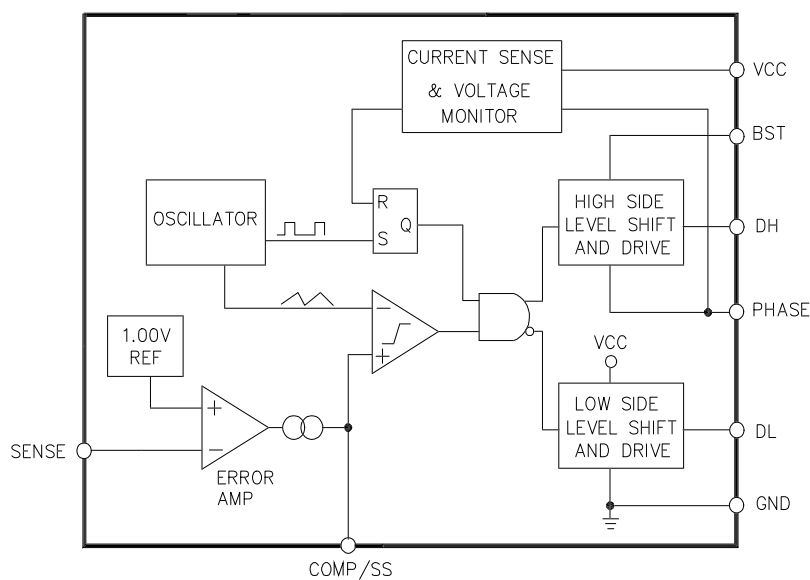 CURRENT SENSE
& VOLTAGE
MONITOR
VCC
BST
OSCILLATOR
R
Q
S
HIGH SIDE
LEVEL SHIFT
AND DRIVE
DH
PHASE
1.00V
REF
−
+
VCC
LOW SIDE
LEVEL SHIFT
AND DRIVE
DL
+
−
SENSE
ERROR
AMP
GND
COMP/SS